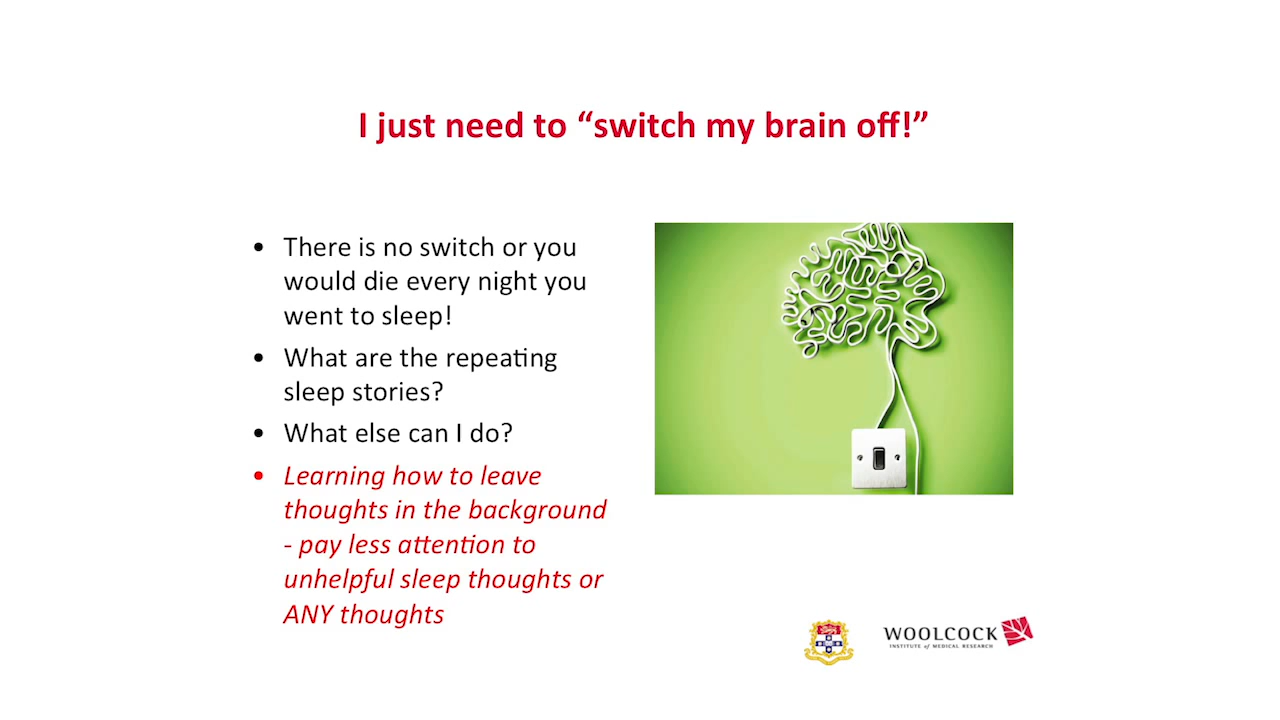 I just need to “switch my brain off!”
• There is no switch or you
would die every night you
went to sleep!
• What are the repeating
sleep stories?
• What else can I do?
• Learning how to leave
thoughts in the background
- pay less attention to
unhelpful sleep thoughts or
ANY thoughts
WOOLCOCK
INSTITUTE of MEDICAL RESEARCH